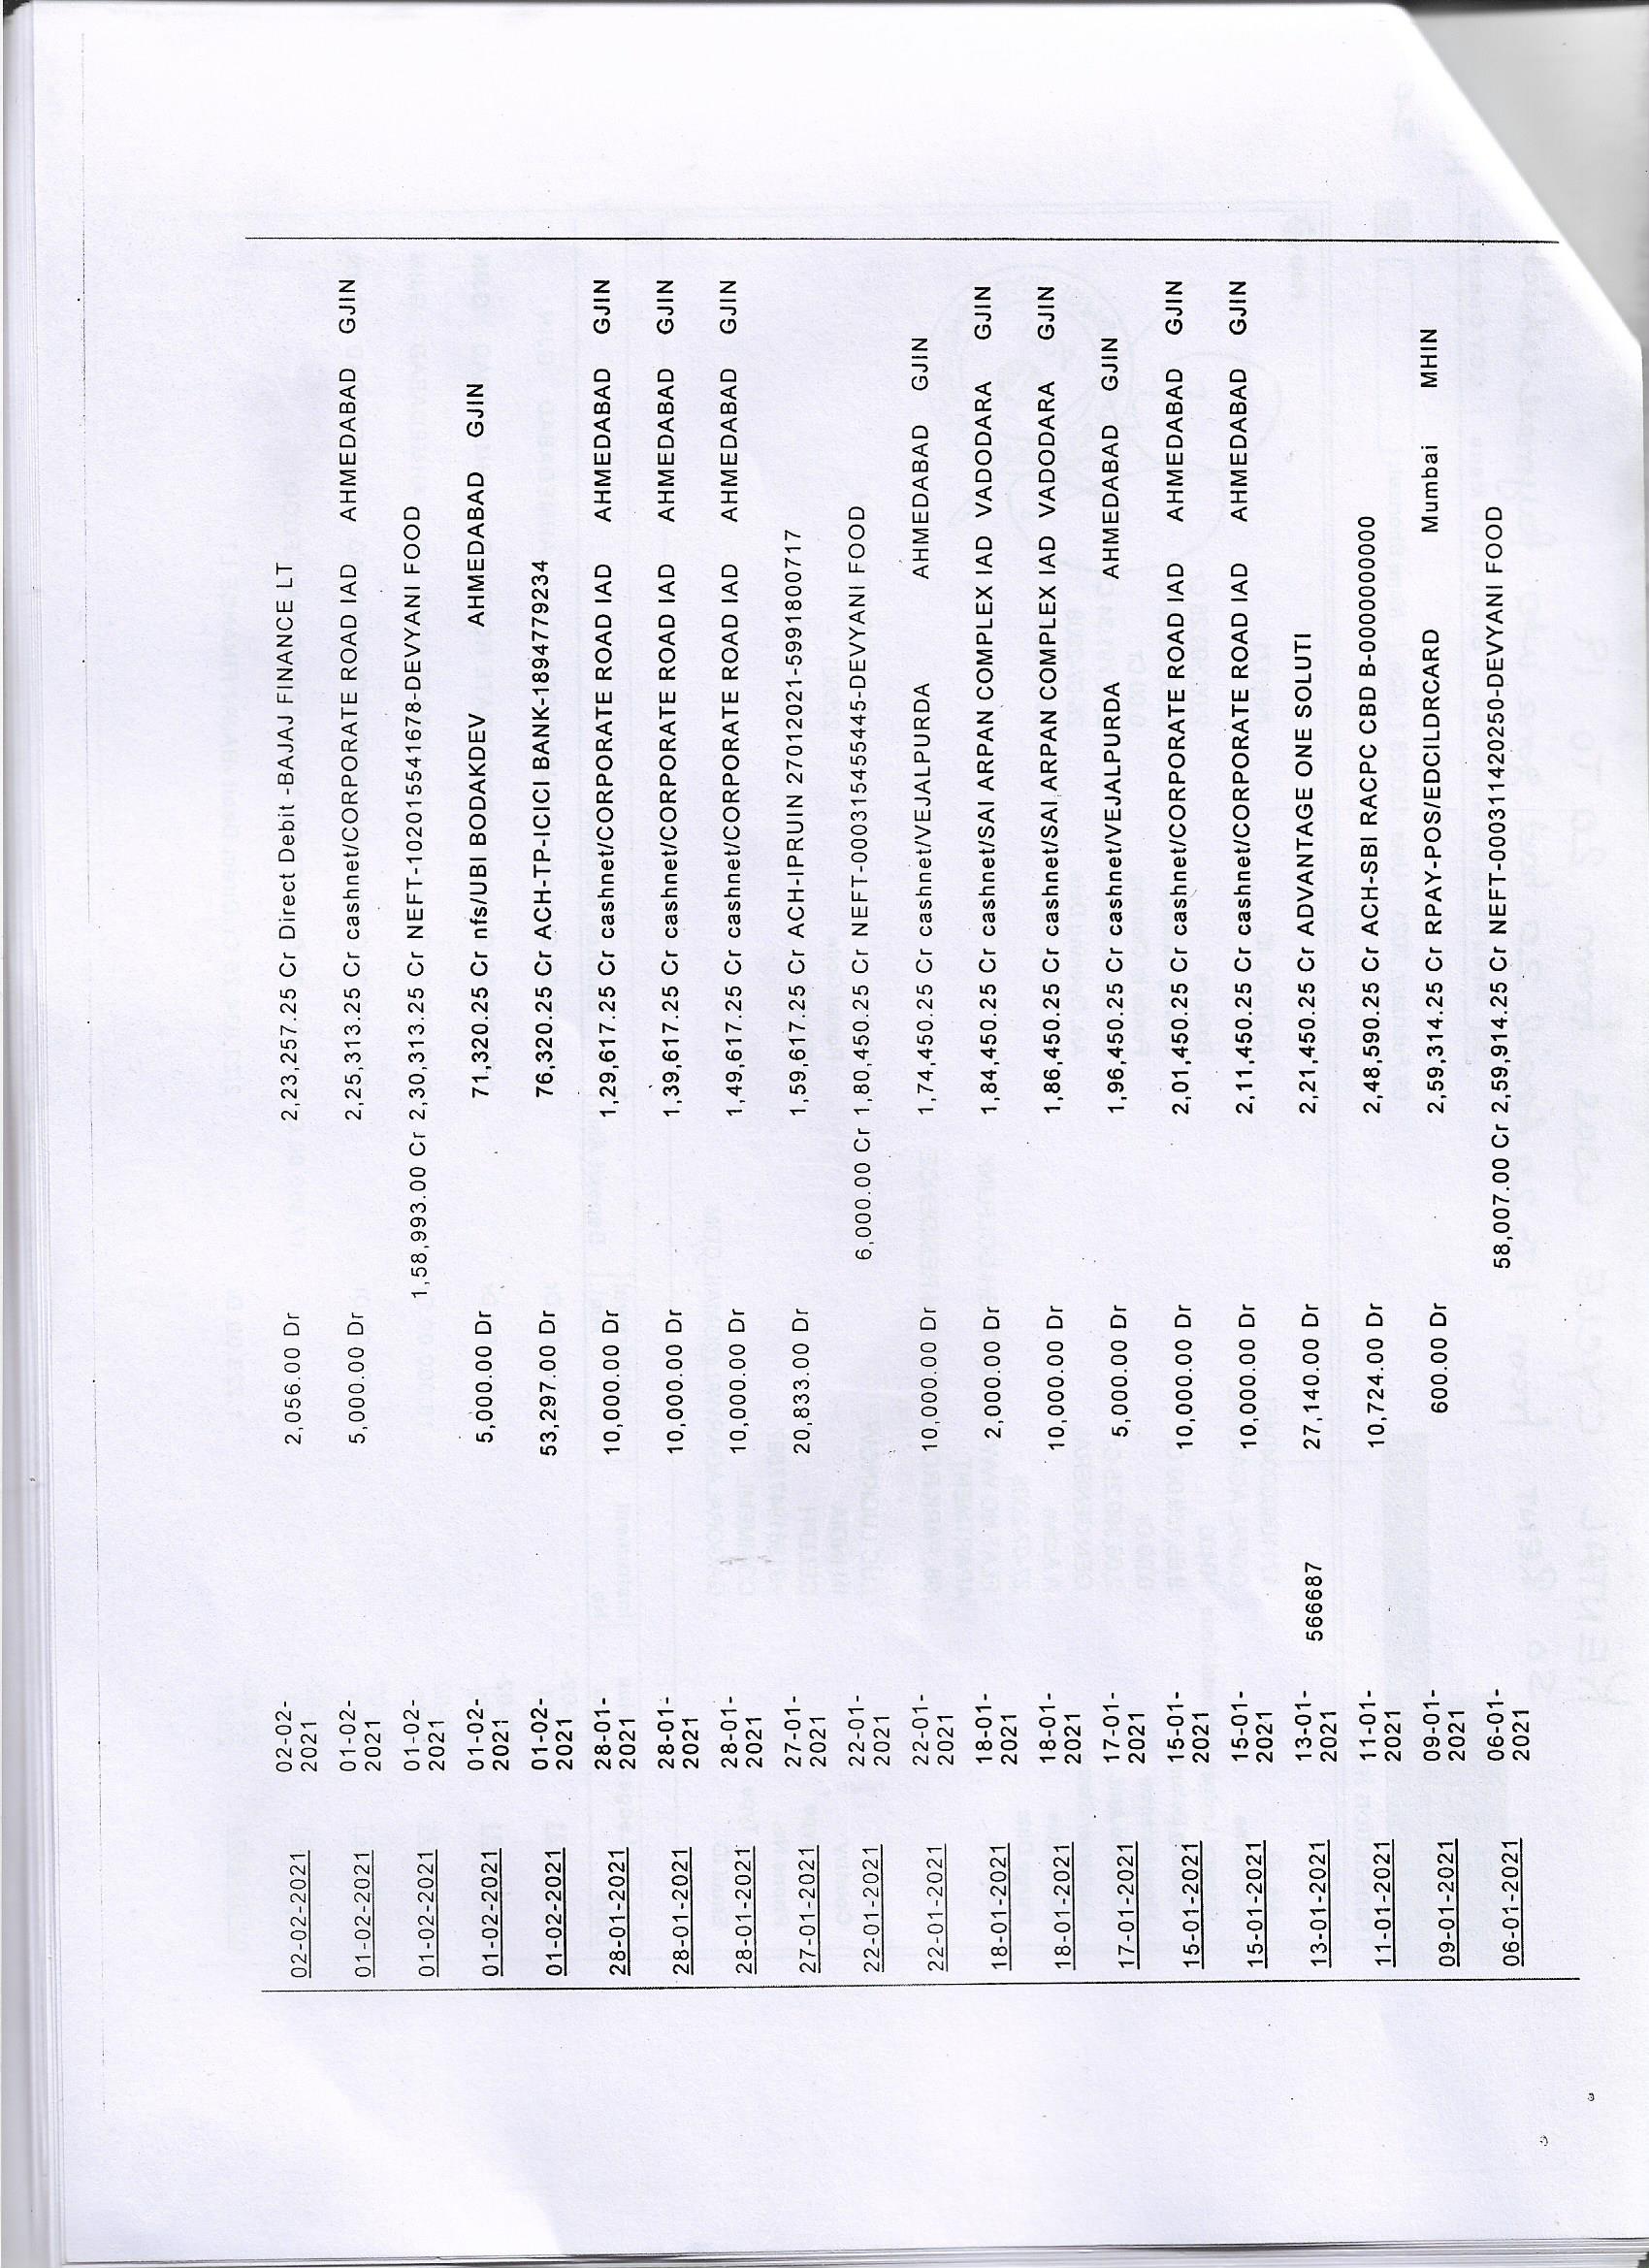 02-02-2021 02-02-2021 2,056.00 Dr 2,23,257.25 Cr Direct Debit -BAJAJ FINANCE LT
01-02-2021 01-02-2021 5,000.00 Dr 2,25,313.25 Cr cashnet/CORPORATE ROAD IAD AHMEDABAD GJIN
01-02-2021 01-02-2021 1,58,993.00 Cr 2,30,313.25 Cr NEFT-102015541678-DEVYANI FOOD
01-02-2021 01-02-2021 5,000.00 Dr 71,320.25 Cr nfs/UBI BODAKDEV AHMEDABAD GJIN
01-02-2021 01-02-2021 53,297.00 Dr 76,320.25 Cr ACH-TP-ICICI BANK-1894779234
28-01-2021 28-01-2021 10,000.00 Dr 1,29,617.25 Cr cashnet/CORPORATE ROAD IAD AHMEDABAD GJIN
28-01-2021 28-01-2021 10,000.00 Dr 1,39,617.25 Cr cashnet/CORPORATE ROAD IAD AHMEDABAD GJIN
28-01-2021 28-01-2021 10,000.00 Dr 1,49,617.25 Cr cashnet/CORPORATE ROAD IAD AHMEDABAD GJIN
27-01-2021 27-01-2021 20,833.00 Dr 1,59,617.25 Cr ACH-IPRUIN 27012021-5991800717
22-01-2021 22-01-2021 6,000.00 Cr 1,80,450.25 Cr NEFT-000315455445-DEVYANI FOOD
22-01-2021 22-01-2021 10,000.00 Dr 1,74,450.25 Cr cashnet/VEJALPURDA AHMEDABAD GJIN
18-01-2021 18-01-2021 2,000.00 Dr 1,84,450.25 Cr cashnet/SAI ARPAN COMPLEX IAD VADODARA GJIN
18-01-2021 18-01-2021 10,000.00 Dr 1,86,450.25 Cr cashnet/SAI ARPAN COMPLEX IAD VADODARA GJIN
17-01-2021 17-01-2021 5,000.00 Dr 1,96,450.25 Cr cashnet/VEJALPURDA AHMEDABAD GJIN
15-01-2021 15-01-2021 10,000.00 Dr 2,01,450.25 Cr cashnet/CORPORATE ROAD IAD AHMEDABAD GJIN
15-01-2021 15-01-2021 10,000.00 Dr 2,11,450.25 Cr cashnet/CORPORATE ROAD IAD AHMEDABAD GJIN
13-01-2021 13-01-2021 566687 27,140.00 Dr 2,21,450.25 Cr ADVANTAGE ONE SOLUTI
11-01-2021 11-01-2021 10,724.00 Dr 2,48,590.25 Cr ACH-SBI RACPC CBD B-0000000000
09-01-2021 09-01-2021 600.00 Dr 2,59,314.25 Cr RPAY-POS/EDCILDRCARD Mumbai MHIN
06-01-2021 06-01-2021 58,007.00 Cr 2,59,914.25 Cr NEFT-000311420250-DEVYANI FOOD